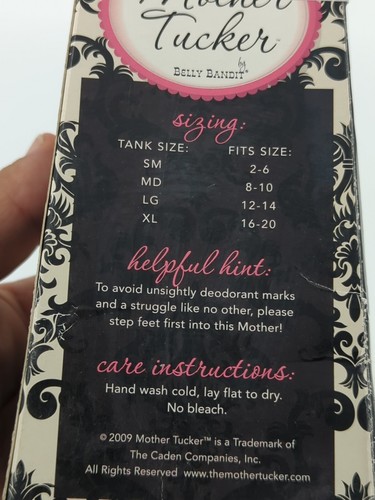 Mother
Tucker™
by
BELLY BANDIT®
sizing:
TANK SIZE: FITS SIZE:
SM 2-6
MD 8-10
LG 12-14
XL 16-20
helpful hint:
To avoid unsightly deodorant marks
and a struggle like no other, please
step feet first into this Mother!
care instructions:
Hand wash cold, lay flat to dry.
No bleach.
© 2009 Mother Tucker™ is a Trademark of
The Caden Companies, Inc.
All Rights Reserved www.themothertucker.com